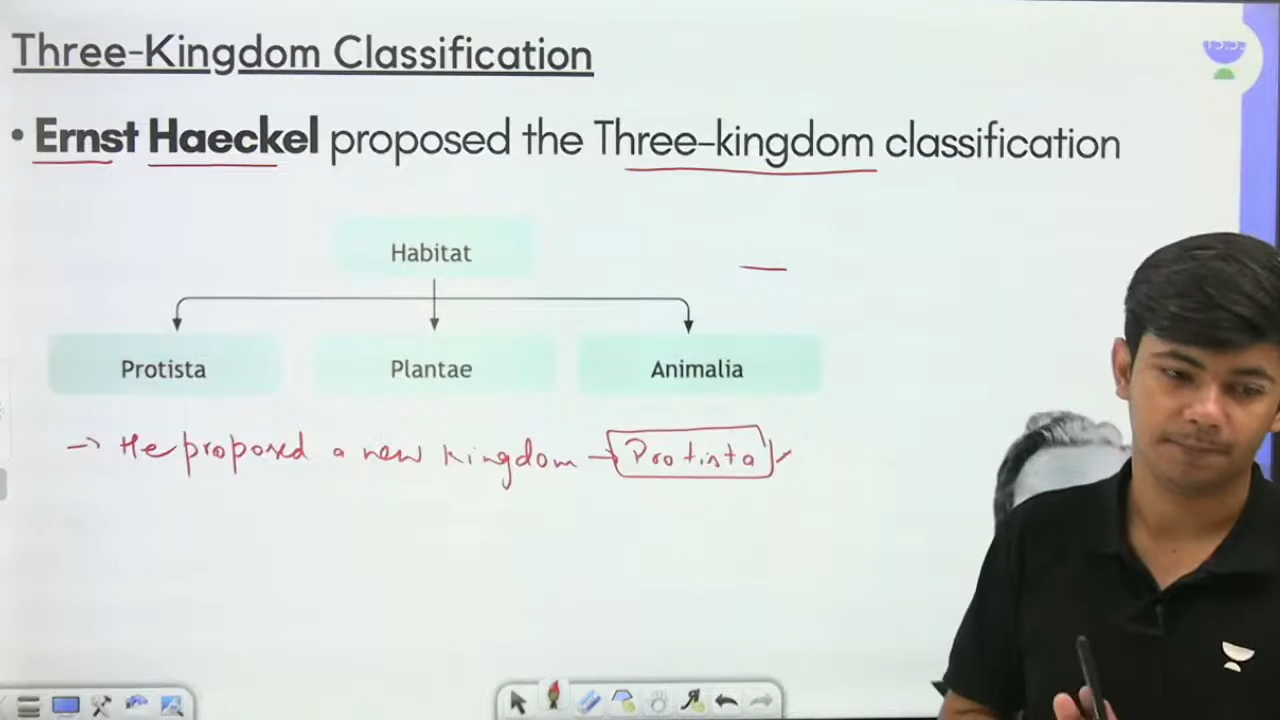 Three-Kingdom Classification
• Ernst Haeckel proposed the Three-kingdom classification
Habitat
Protista Plantae Animalia
→ He proposed a new kingdom → Protista